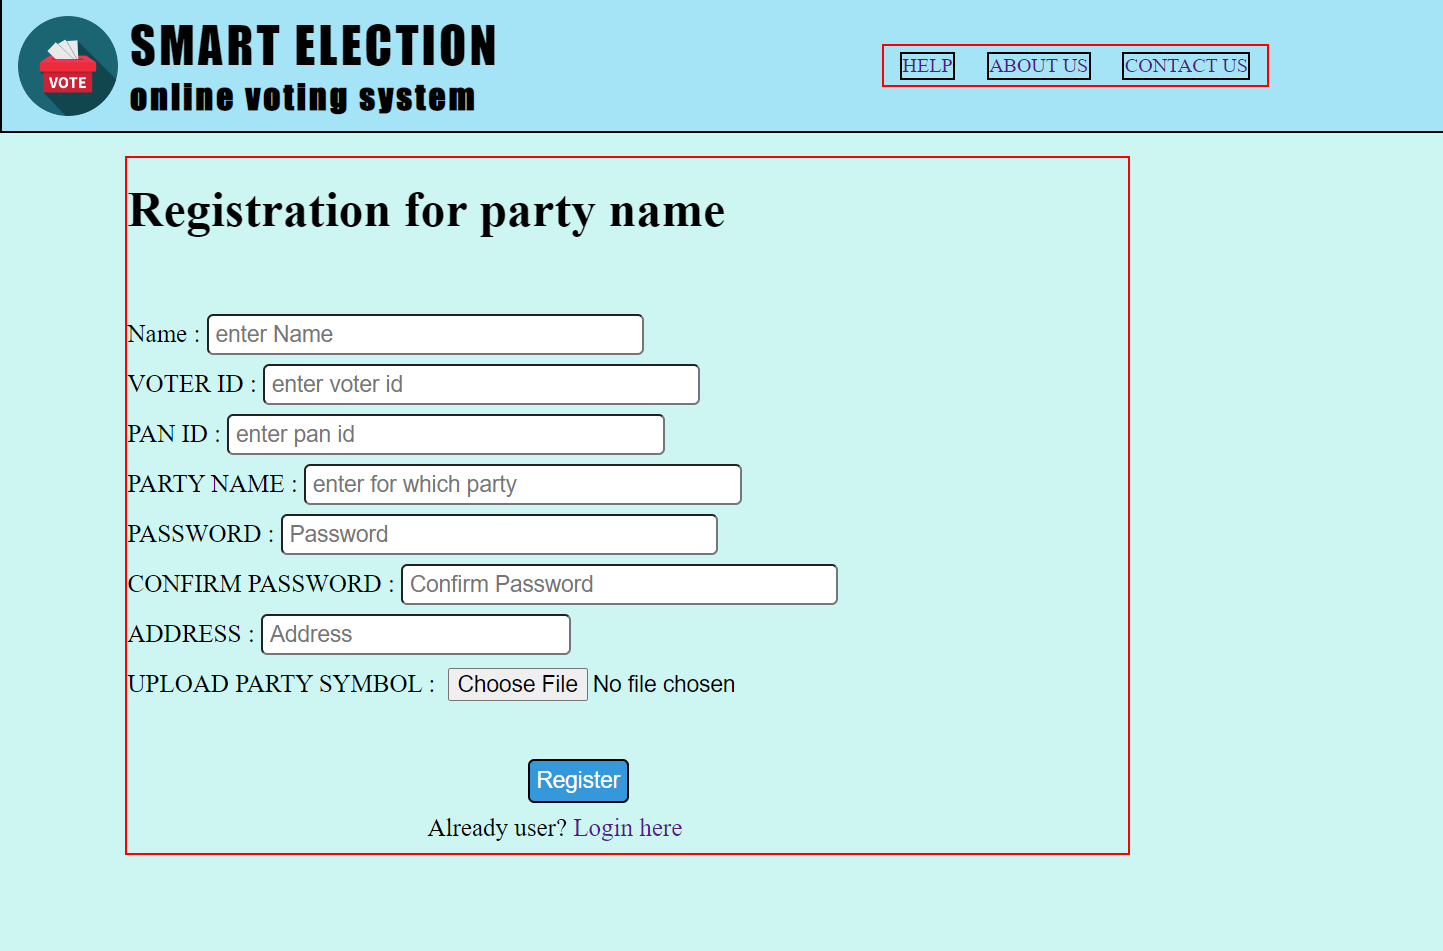 VOTE
SMART ELECTION
online voting system
HELP ABOUT US CONTACT US
Registration for party name
Name : enter Name
VOTER ID : enter voter id
PAN ID : enter pan id
PARTY NAME : enter for which party
PASSWORD : Password
CONFIRM PASSWORD : Confirm Password
ADDRESS : Address
UPLOAD PARTY SYMBOL : Choose File No file chosen
Register
Already user? Login here